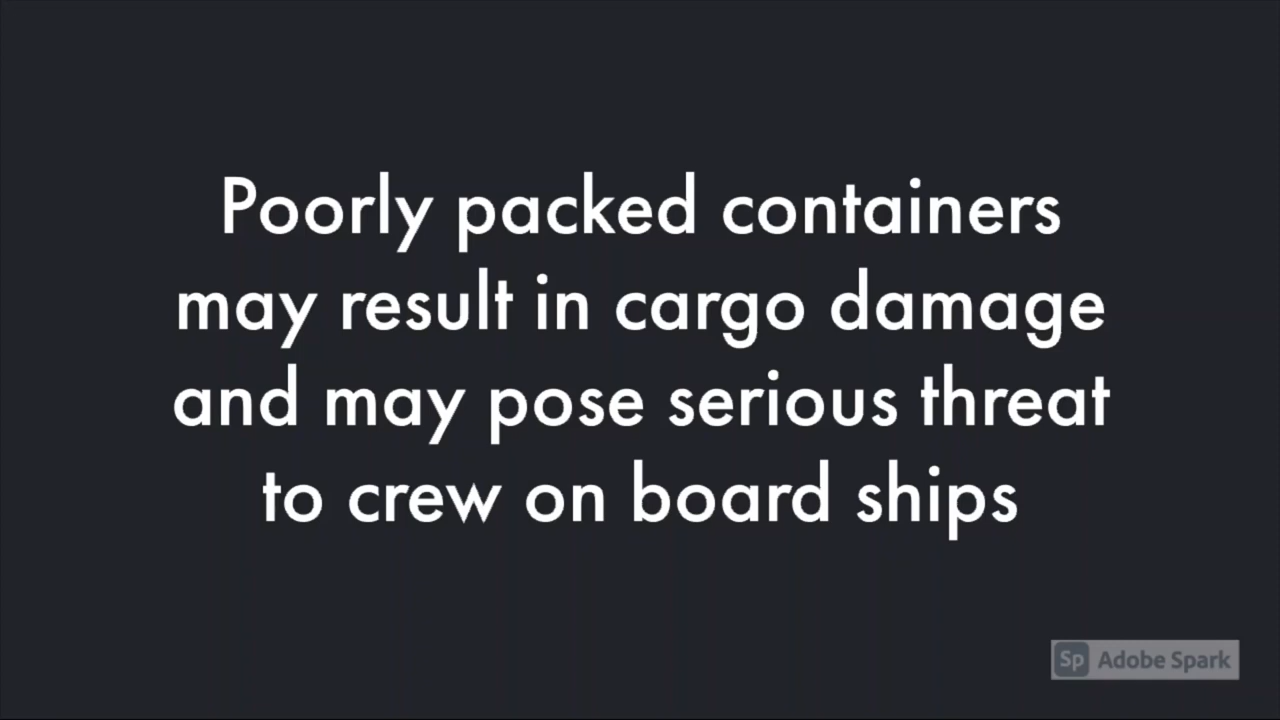 Poorly packed containers
may result in cargo damage
and may pose serious threat
to crew on board ships
Sp Adobe Spark